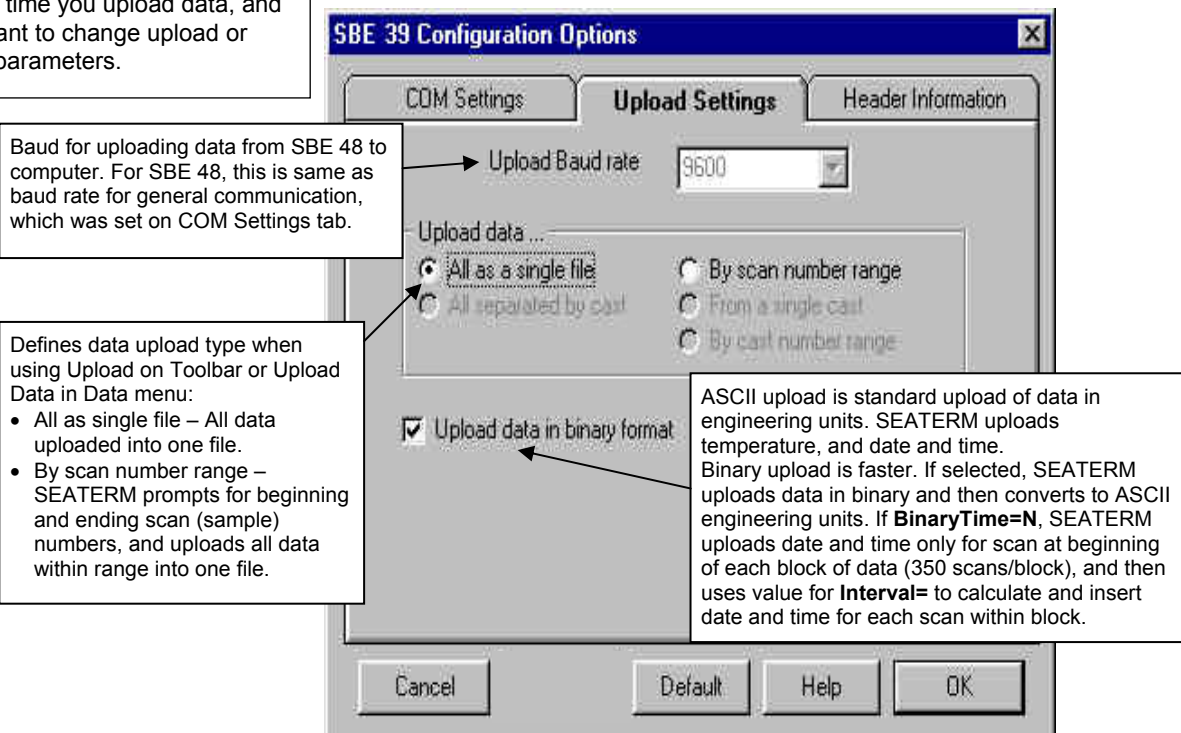 time you upload data, and
ant to change upload or
parameters.
SBE 39 Configuration Options
COM Settings
Upload Settings
Header Information
Baud for uploading data from SBE 48 to
computer. For SBE 48, this is same as
baud rate for general communication,
which was set on COM Settings tab.
Upload Baud rate
9600
Upload data ...
All as a single file
By scan number range
All separated by cast
From a single cast
By cast number range
Defines data upload type when
using Upload on Toolbar or Upload
Data in Data menu:
• All as single file – All data
uploaded into one file.
• By scan number range –
SEATERM prompts for beginning
and ending scan (sample)
numbers, and uploads all data
within range into one file.
Upload data in binary format
ASCII upload is standard upload of data in
engineering units. SEATERM uploads
temperature, and date and time.
Binary upload is faster. If selected, SEATERM
uploads data in binary and then converts to ASCII
engineering units. If BinaryTime=N, SEATERM
uploads date and time only for scan at beginning
of each block of data (350 scans/block), and then
uses value for Interval= to calculate and insert
date and time for each scan within block.
Cancel
Default
Help
OK